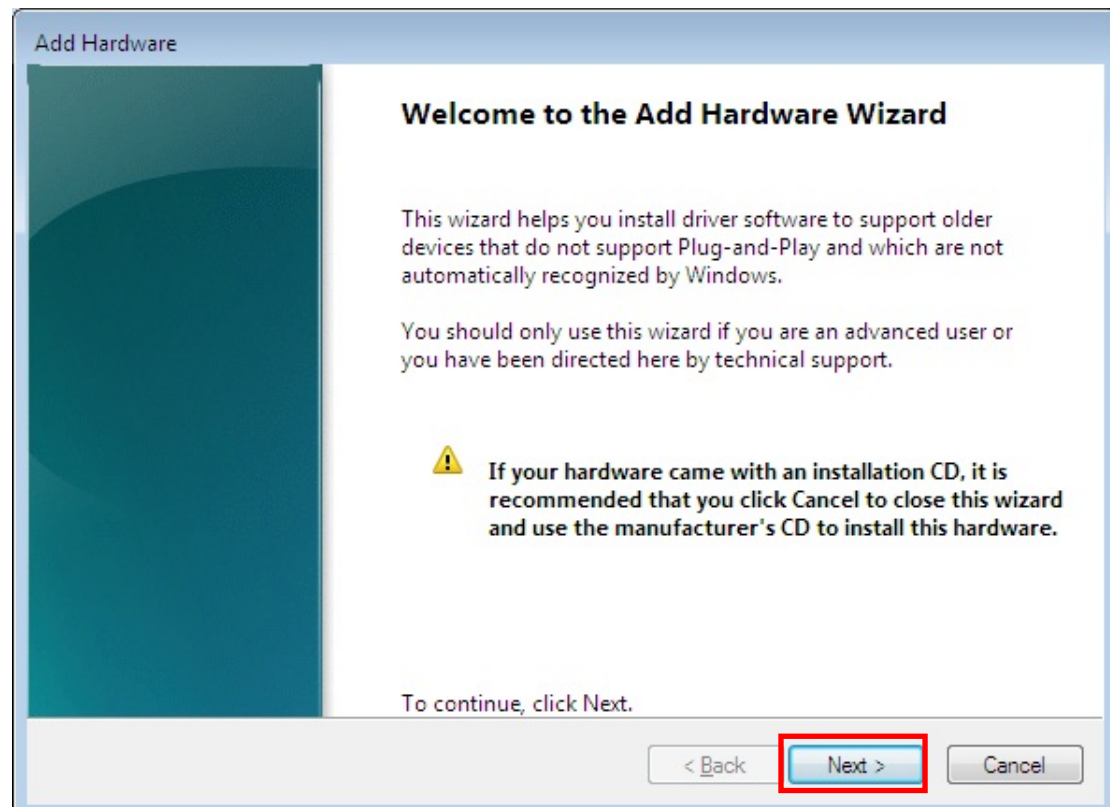 Add Hardware
Welcome to the Add Hardware Wizard
This wizard helps you install driver software to support older
devices that do not support Plug-and-Play and which are not
automatically recognized by Windows.
You should only use this wizard if you are an advanced user or
you have been directed here by technical support.
If your hardware came with an installation CD, it is
recommended that you click Cancel to close this wizard
and use the manufacturer's CD to install this hardware.
To continue, click Next.
< Back Next > Cancel